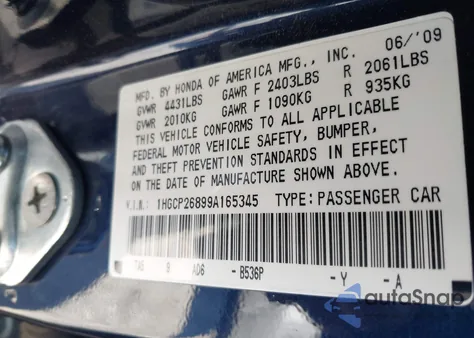 MFD. BY HONDA OF AMERICA MFG., INC. 06/'09
GVWR 4431LBS GAWR F 2403LBS R 2061LBS
GVWR 2010KG GAWR F 1090KG R 935KG
THIS VEHICLE CONFORMS TO ALL APPLICABLE
FEDERAL MOTOR VEHICLE SAFETY, BUMPER,
AND THEFT PREVENTION STANDARDS IN EFFECT
ON THE DATE OF MANUFACTURE SHOWN ABOVE.
V.I.N.: 1HGCP26899A165345 TYPE: PASSENGER CAR
9 AD6 - B536P - Y - A
autoSnap